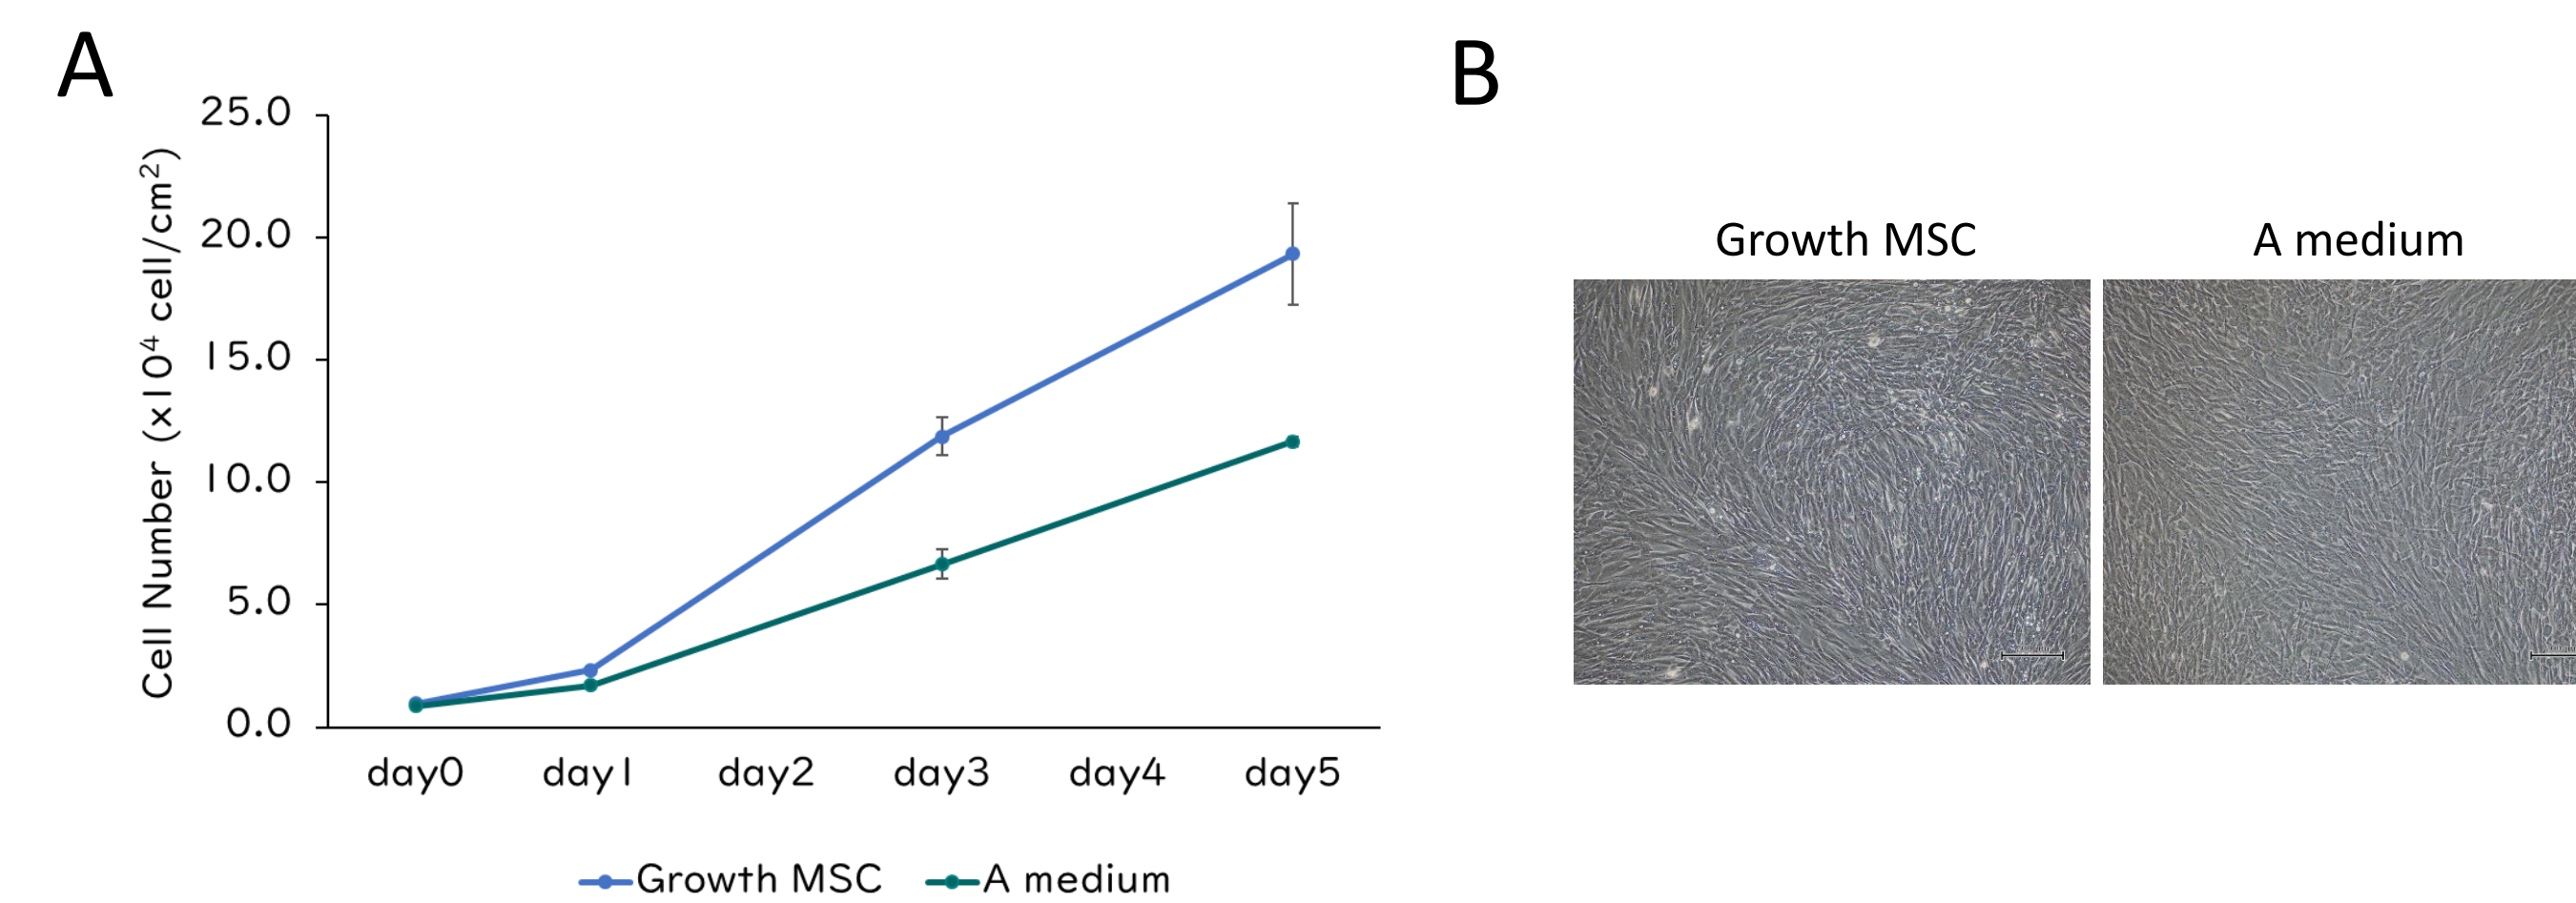 A
B
25.0
20.0
15.0
10.0
5.0
0.0
Cell Number (x10⁴ cell/cm²)
day0 day1 day2 day3 day4 day5
Growth MSC A medium
Growth MSC A medium